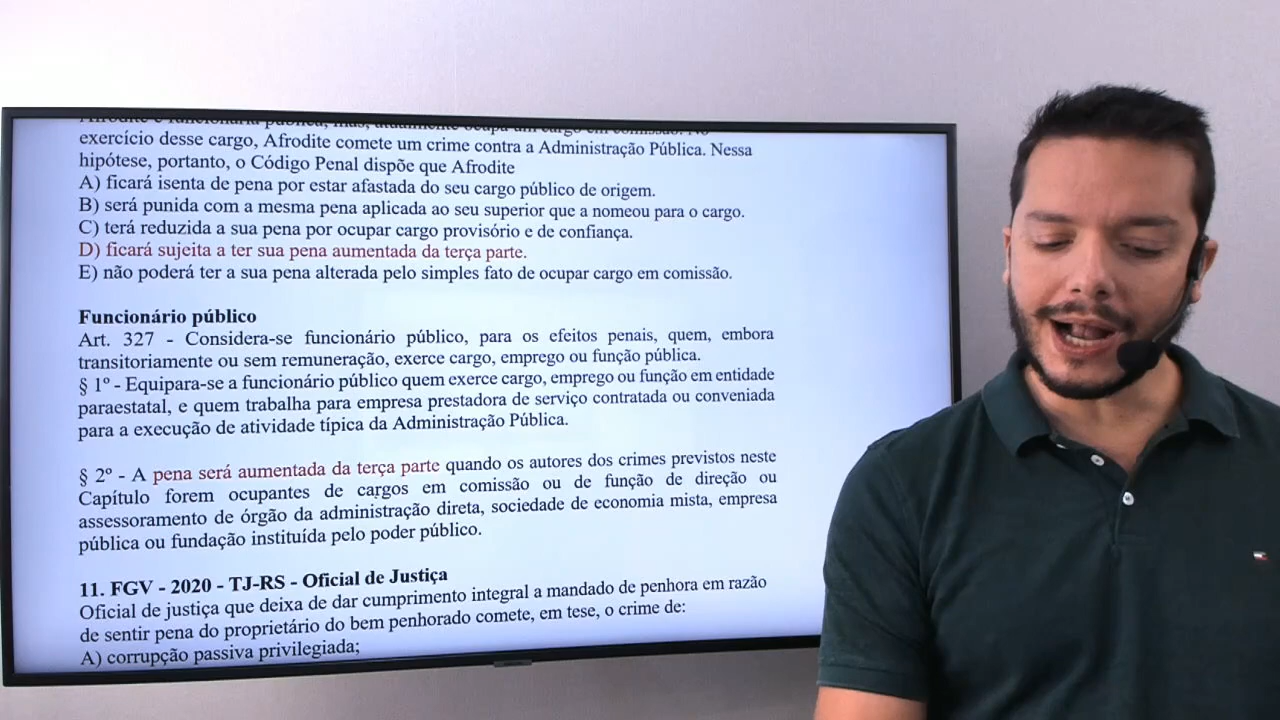 Afrodite é funcionária pública, mas, atualmente ocupa um cargo em comissão. No
exercício desse cargo, Afrodite comete um crime contra a Administração Pública. Nessa
hipótese, portanto, o Código Penal dispõe que Afrodite
A) ficará isenta de pena por estar afastada do seu cargo público de origem.
B) será punida com a mesma pena aplicada ao seu superior que a nomeou para o cargo.
C) terá reduzida a sua pena por ocupar cargo provisório e de confiança.
D) ficará sujeita a ter sua pena aumentada da terça parte.
E) não poderá ter a sua pena alterada pelo simples fato de ocupar cargo em comissão.
Funcionário público
Art. 327 - Considera-se funcionário público, para os efeitos penais, quem, embora
transitoriamente ou sem remuneração, exerce cargo, emprego ou função pública.
§ 1º - Equipara-se a funcionário público quem exerce cargo, emprego ou função em entidade
paraestatal, e quem trabalha para empresa prestadora de serviço contratada ou conveniada
para a execução de atividade típica da Administração Pública.
§ 2º - A pena será aumentada da terça parte quando os autores dos crimes previstos neste
Capítulo forem ocupantes de cargos em comissão ou de função de direção ou
assessoramento de órgão da administração direta, sociedade de economia mista, empresa
pública ou fundação instituída pelo poder público.
11. FGV - 2020 - TJ-RS - Oficial de Justiça
Oficial de justiça que deixa de dar cumprimento integral a mandado de penhora em razão
de sentir pena do proprietário do bem penhorado comete, em tese, o crime de:
A) corrupção passiva privilegiada;